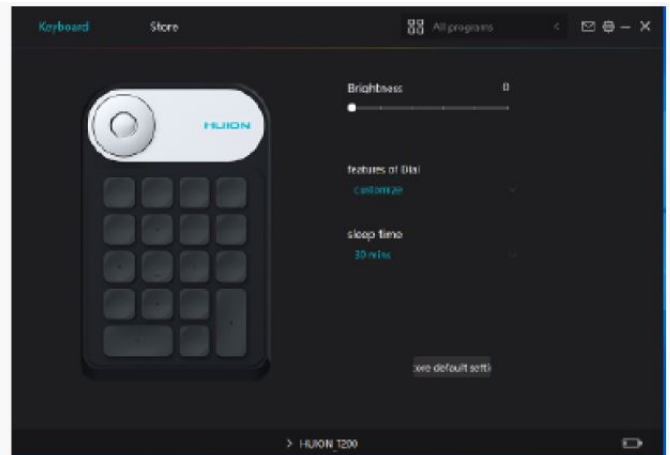 Keyboard Store All programs
HUION
Brightness 0
features of Dial
customize
sleep time
30 mins
ore default setti
HUION_T200